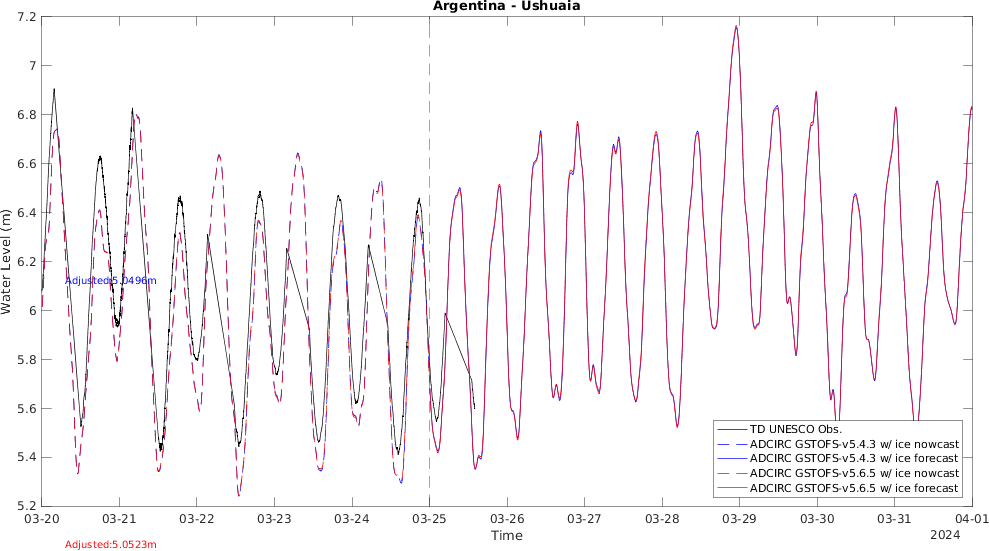 Argentina - Ushuaia
7.2
7
6.8
6.6
6.4
6.2
6
5.8
5.6
5.4
5.2
Water Level (m)
Adjusted:5.0496m
TD UNESCO Obs.
ADCIRC GSTOFS-v5.4.3 w/ ice nowcast
ADCIRC GSTOFS-v5.4.3 w/ ice forecast
ADCIRC GSTOFS-v5.6.5 w/ ice nowcast
ADCIRC GSTOFS-v5.6.5 w/ ice forecast
03-20 03-21 03-22 03-23 03-24 03-25 03-26 03-27 03-28 03-29 03-30 03-31 04-01
Time
2024
Adjusted:5.0523m